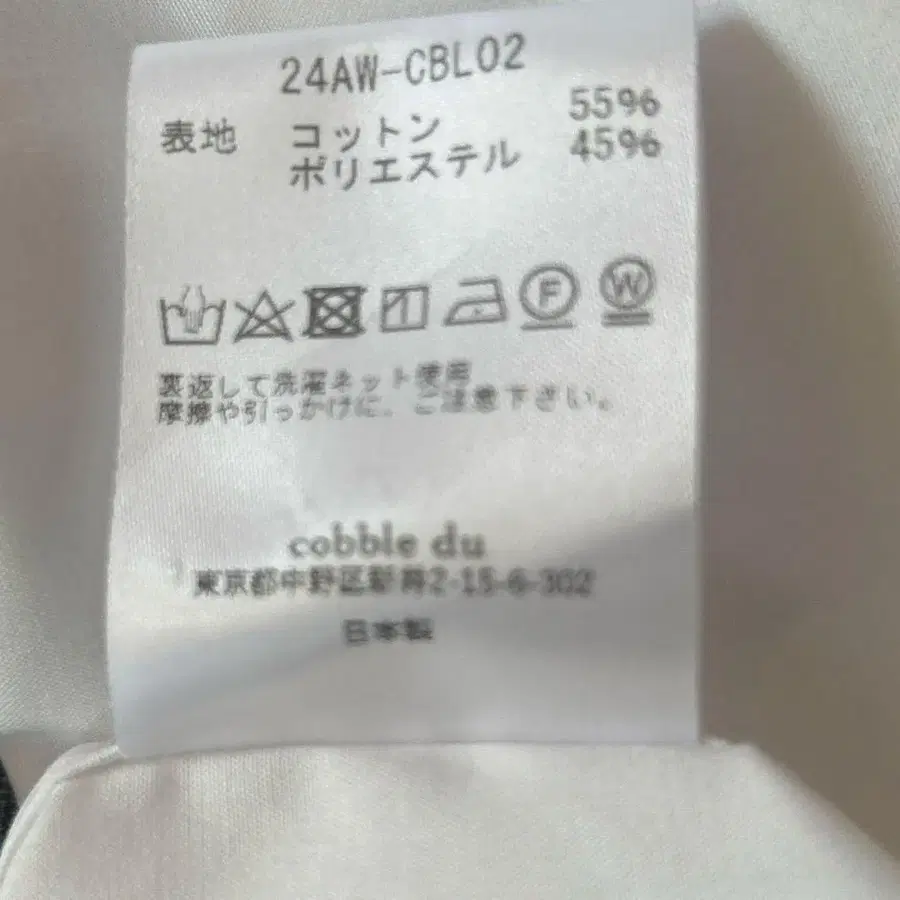 24AW-CBL02
表地 コットン 55%
ポリエステル 45%
F W
裏返して洗濯ネット使用
摩擦や引っかけに、ご注意下さい。
cobble du
東京都中野区新井2-15-6-302
日本製